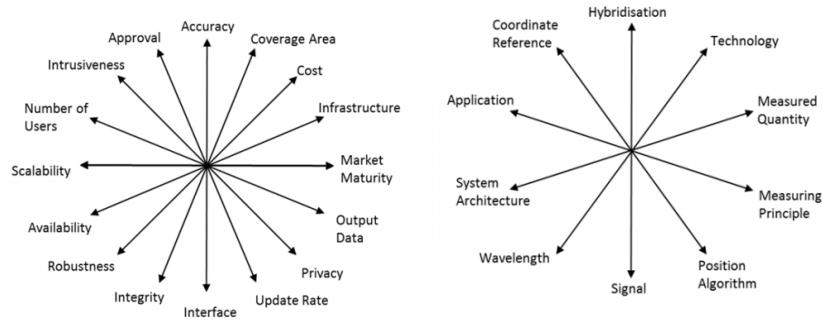 Accuracy
Coverage Area
Cost
Infrastructure
Market
Maturity
Output
Data
Privacy
Update Rate
Interface
Integrity
Robustness
Availability
Scalability
Number of
Users
Intrusiveness
Approval
Hybridisation
Technology
Measured
Quantity
Measuring
Principle
Position
Algorithm
Signal
Wavelength
System
Architecture
Application
Coordinate
Reference